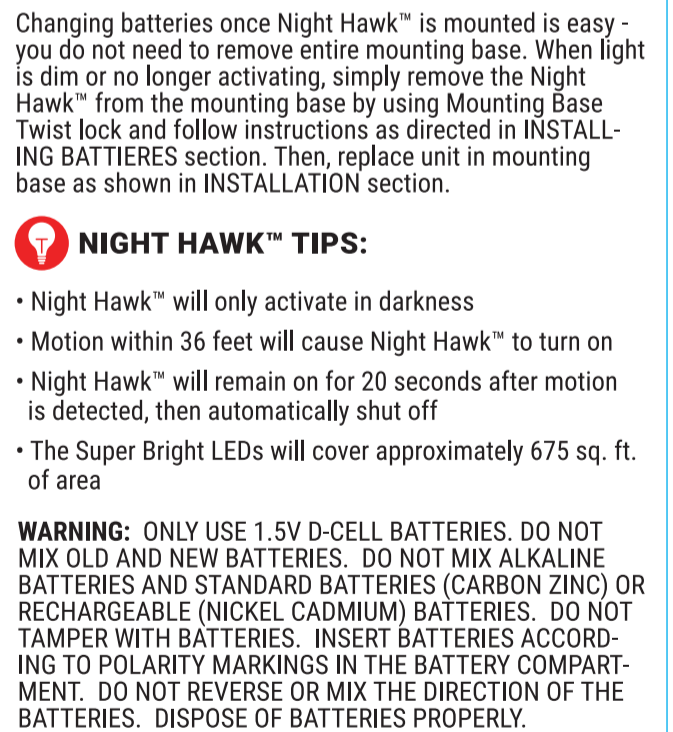 Changing batteries once Night Hawk™ is mounted is easy -
you do not need to remove entire mounting base. When light
is dim or no longer activating, simply remove the Night
Hawk™ from the mounting base by using Mounting Base
Twist lock and follow instructions as directed in INSTALL-
ING BATTIERES section. Then, replace unit in mounting
base as shown in INSTALLATION section.
T NIGHT HAWK™ TIPS:
• Night Hawk™ will only activate in darkness
• Motion within 36 feet will cause Night Hawk™ to turn on
• Night Hawk™ will remain on for 20 seconds after motion
is detected, then automatically shut off
• The Super Bright LEDs will cover approximately 675 sq. ft.
of area
WARNING: ONLY USE 1.5V D-CELL BATTERIES. DO NOT
MIX OLD AND NEW BATTERIES. DO NOT MIX ALKALINE
BATTERIES AND STANDARD BATTERIES (CARBON ZINC) OR
RECHARGEABLE (NICKEL CADMIUM) BATTERIES. DO NOT
TAMPER WITH BATTERIES. INSERT BATTERIES ACCORD-
ING TO POLARITY MARKINGS IN THE BATTERY COMPART-
MENT. DO NOT REVERSE OR MIX THE DIRECTION OF THE
BATTERIES. DISPOSE OF BATTERIES PROPERLY.